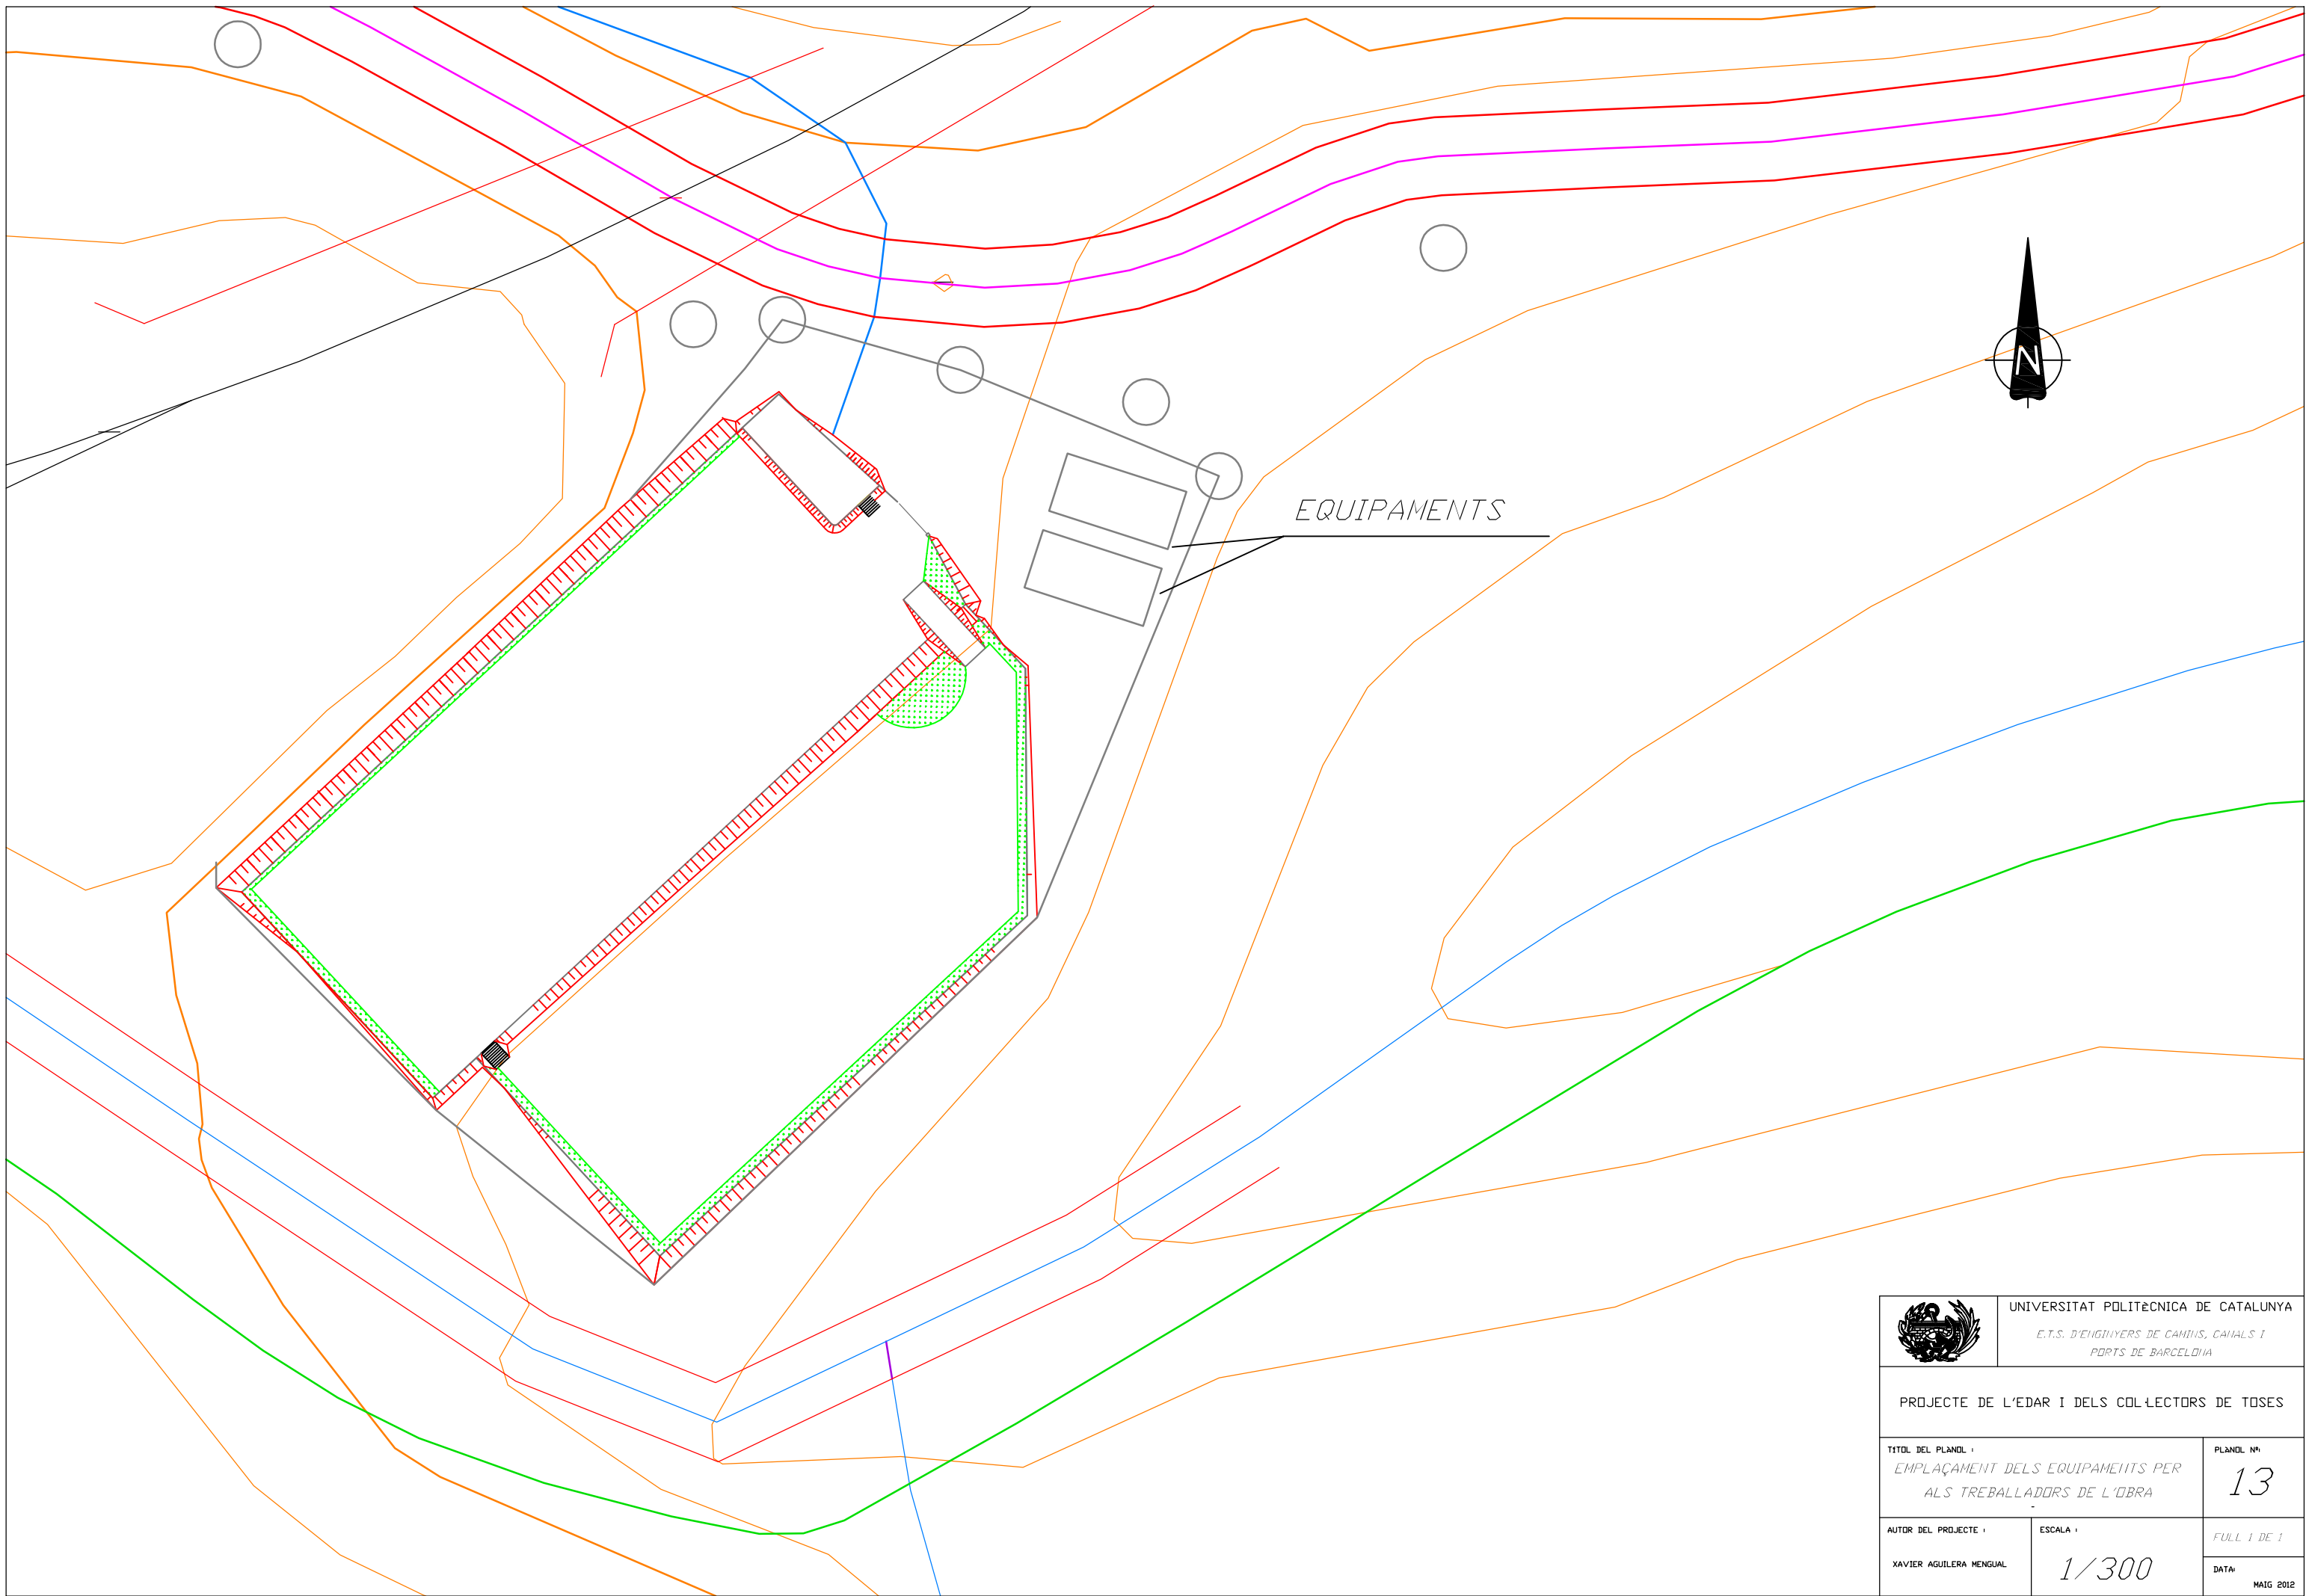 EQUIPAMENTS
N
UNIVERSITAT POLITÈCNICA DE CATALUNYA
E.T.S. D'ENGINYERS DE CAMINS, CANALS I
PORTS DE BARCELONA
PROJECTE DE L'EDAR I DELS COL·LECTORS DE TOSES
TÍTOL DEL PLÀNOL :
EMPLAÇAMENT DELS EQUIPAMENTS PER
ALS TREBALLADORS DE L'OBRA
-
PLÀNOL Nº:
13
AUTOR DEL PROJECTE :
XAVIER AGUILERA MENGUAL
ESCALA :
1/300
FULL 1 DE 1
DATA:
MAIG 2012